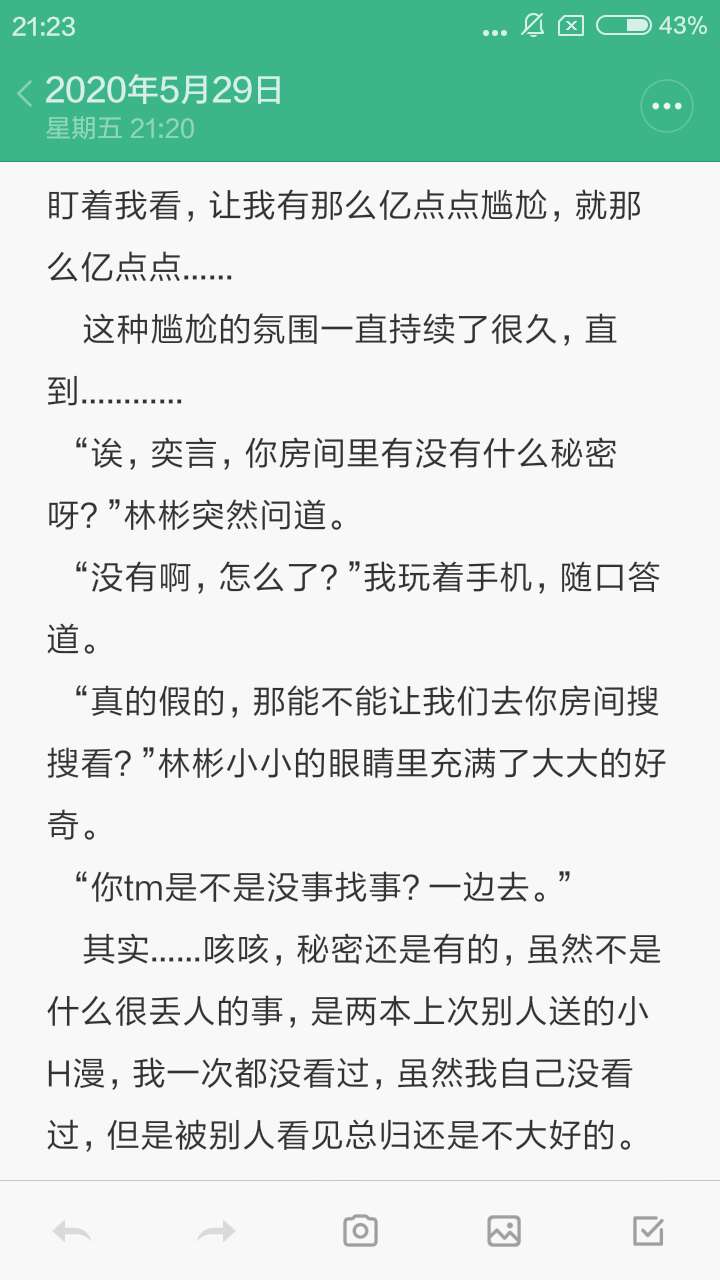 21:23
43%
2020年5月29日
星期五 21:20
盯着我看，让我有那么亿点点尴尬，就那
么亿点点......
这种尴尬的氛围一直持续了很久，直
到............
“诶，奕言，你房间里有没有什么秘密
呀？”林彬突然问道。
“没有啊，怎么了？”我玩着手机，随口答
道。
“真的假的，那能不能让我们去你房间搜
搜看？”林彬小小的眼睛里充满了大大的好
奇。
“你tm是不是没事找事？一边去。”
其实......咳咳，秘密还是有的，虽然不是
什么很丢人的事，是两本上次别人送的小
H漫，我一次都没看过，虽然我自己没看
过，但是被别人看见总归还是不大好的。